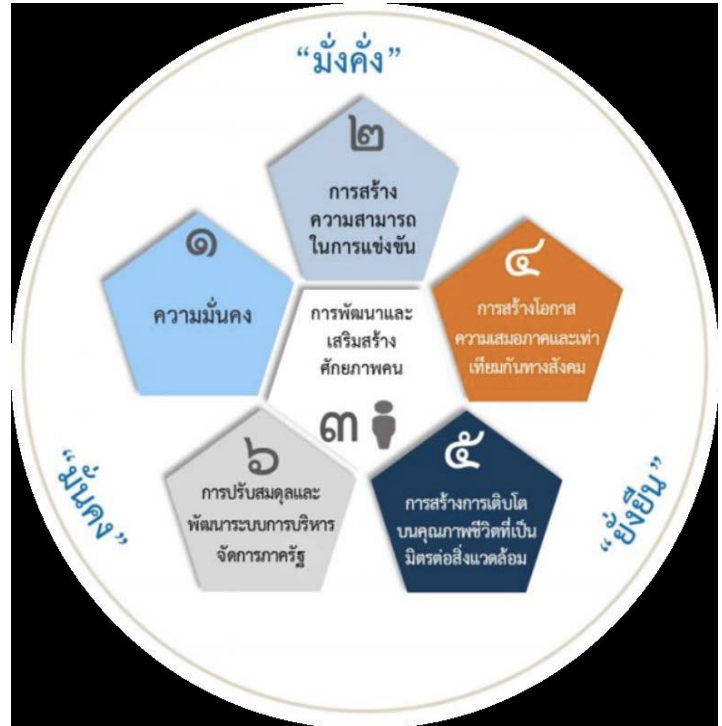 “มั่งคั่ง”
๒
การสร้าง
ความสามารถ
ในการแข่งขัน
๑
ความมั่นคง
๔
การสร้างโอกาส
ความเสมอภาคและเท่า
เทียมกันทางสังคม
การพัฒนาและ
เสริมสร้าง
ศักยภาพคน
๓
๖
การปรับสมดุลและ
พัฒนาระบบการบริหาร
จัดการภาครัฐ
๕
การสร้างการเติบโต
บนคุณภาพชีวิตที่เป็น
มิตรต่อสิ่งแวดล้อม
“มั่นคง”
“ยั่งยืน”